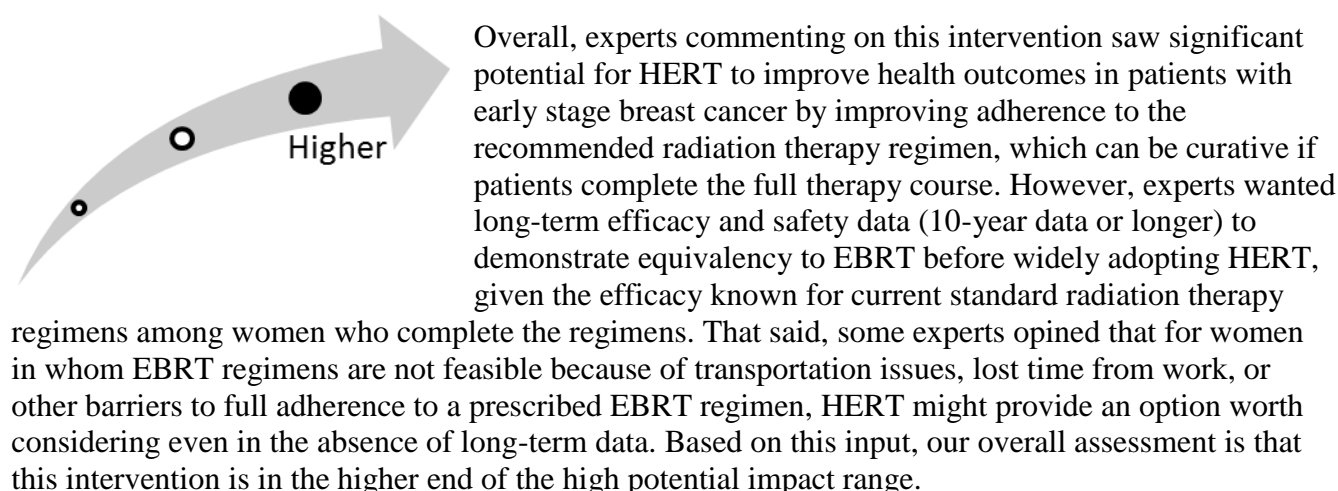 Overall, experts commenting on this intervention saw significant
potential for HERT to improve health outcomes in patients with
early stage breast cancer by improving adherence to the
recommended radiation therapy regimen, which can be curative if
patients complete the full therapy course. However, experts wanted
long-term efficacy and safety data (10-year data or longer) to
demonstrate equivalency to EBRT before widely adopting HERT,
given the efficacy known for current standard radiation therapy
Higher
regimens among women who complete the regimens. That said, some experts opined that for women
in whom EBRT regimens are not feasible because of transportation issues, lost time from work, or
other barriers to full adherence to a prescribed EBRT regimen, HERT might provide an option worth
considering even in the absence of long-term data. Based on this input, our overall assessment is that
this intervention is in the higher end of the high potential impact range.